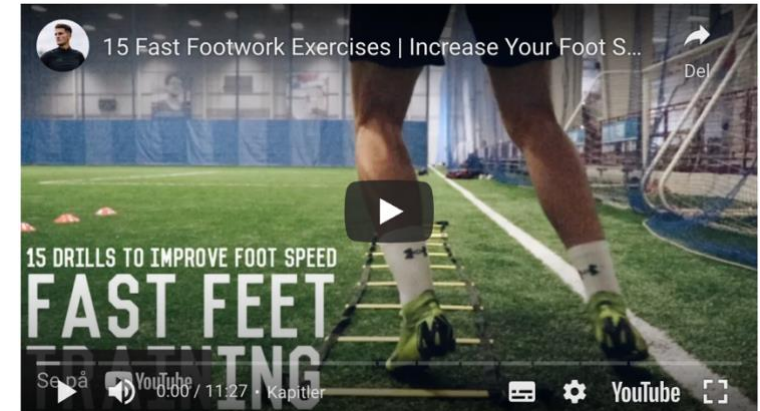 15 Fast Footwork Exercises | Increase Your Foot S...
Del
15 DRILLS TO IMPROVE FOOT SPEED
FAST FEET
TRAINING
Se på YouTube
0:00 / 11:27 • Kapitler
YouTube